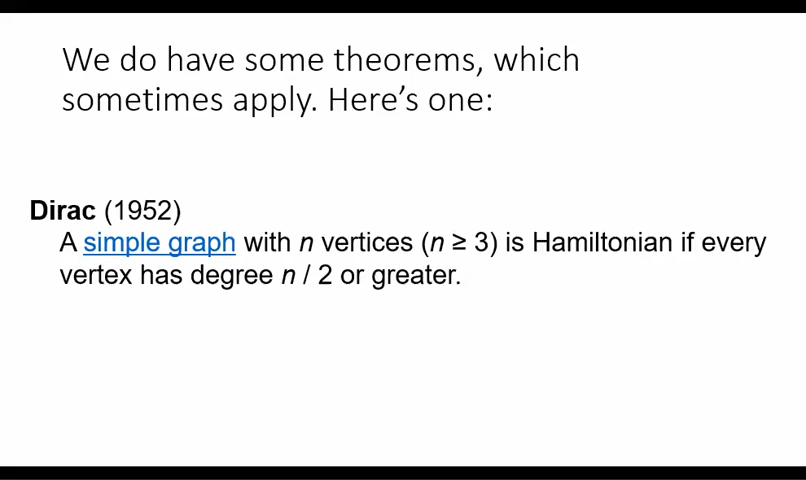 We do have some theorems, which
sometimes apply. Here’s one:
Dirac (1952)
A simple graph with n vertices (n ≥ 3) is Hamiltonian if every
vertex has degree n / 2 or greater.